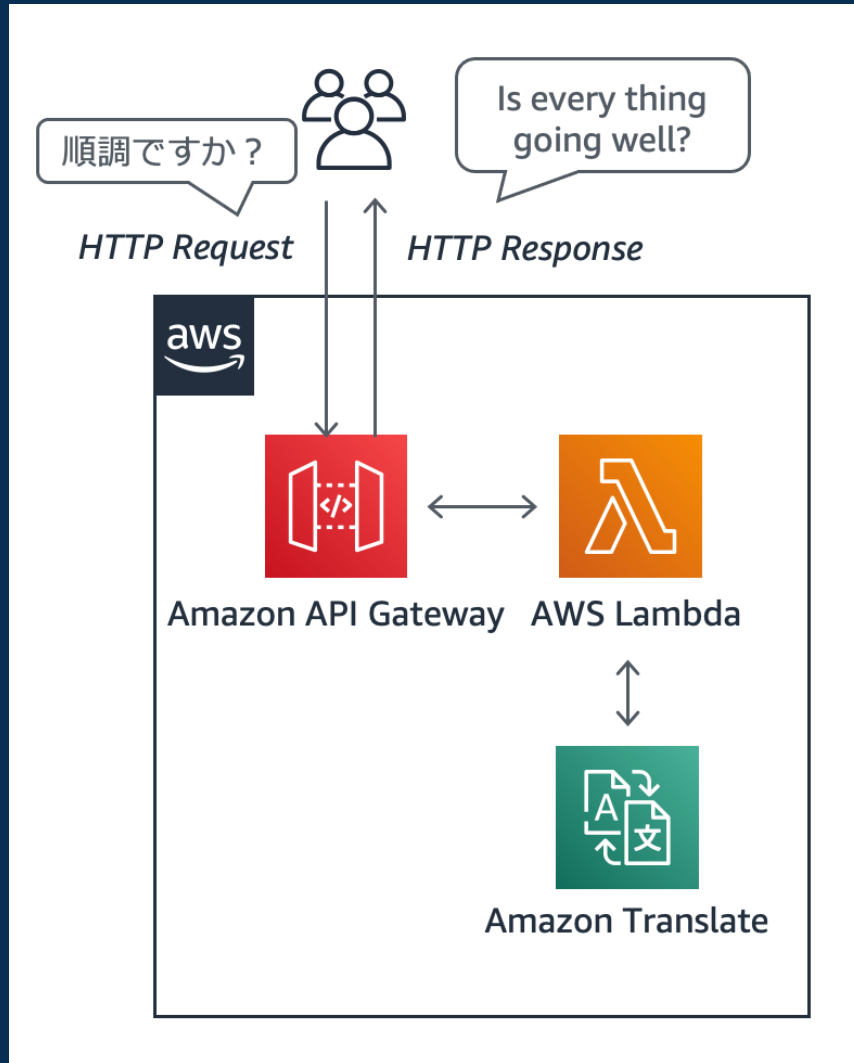 順調ですか？
Is every thing
going well?
HTTP Request
HTTP Response
aws
</>
Amazon API Gateway
AWS Lambda
A
文
Amazon Translate